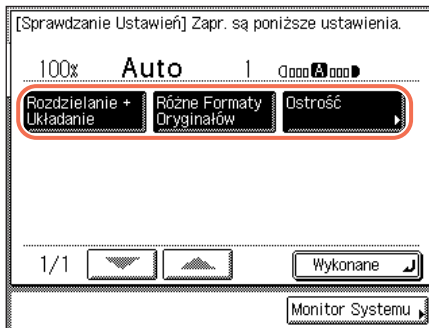 [Sprawdzanie Ustawień] Zapr. są poniższe ustawienia.
100% Auto 1 A
Rozdzielanie + Układanie
Różne Formaty Oryginałów
Ostrość
1/1 Wykonane
Monitor Systemu